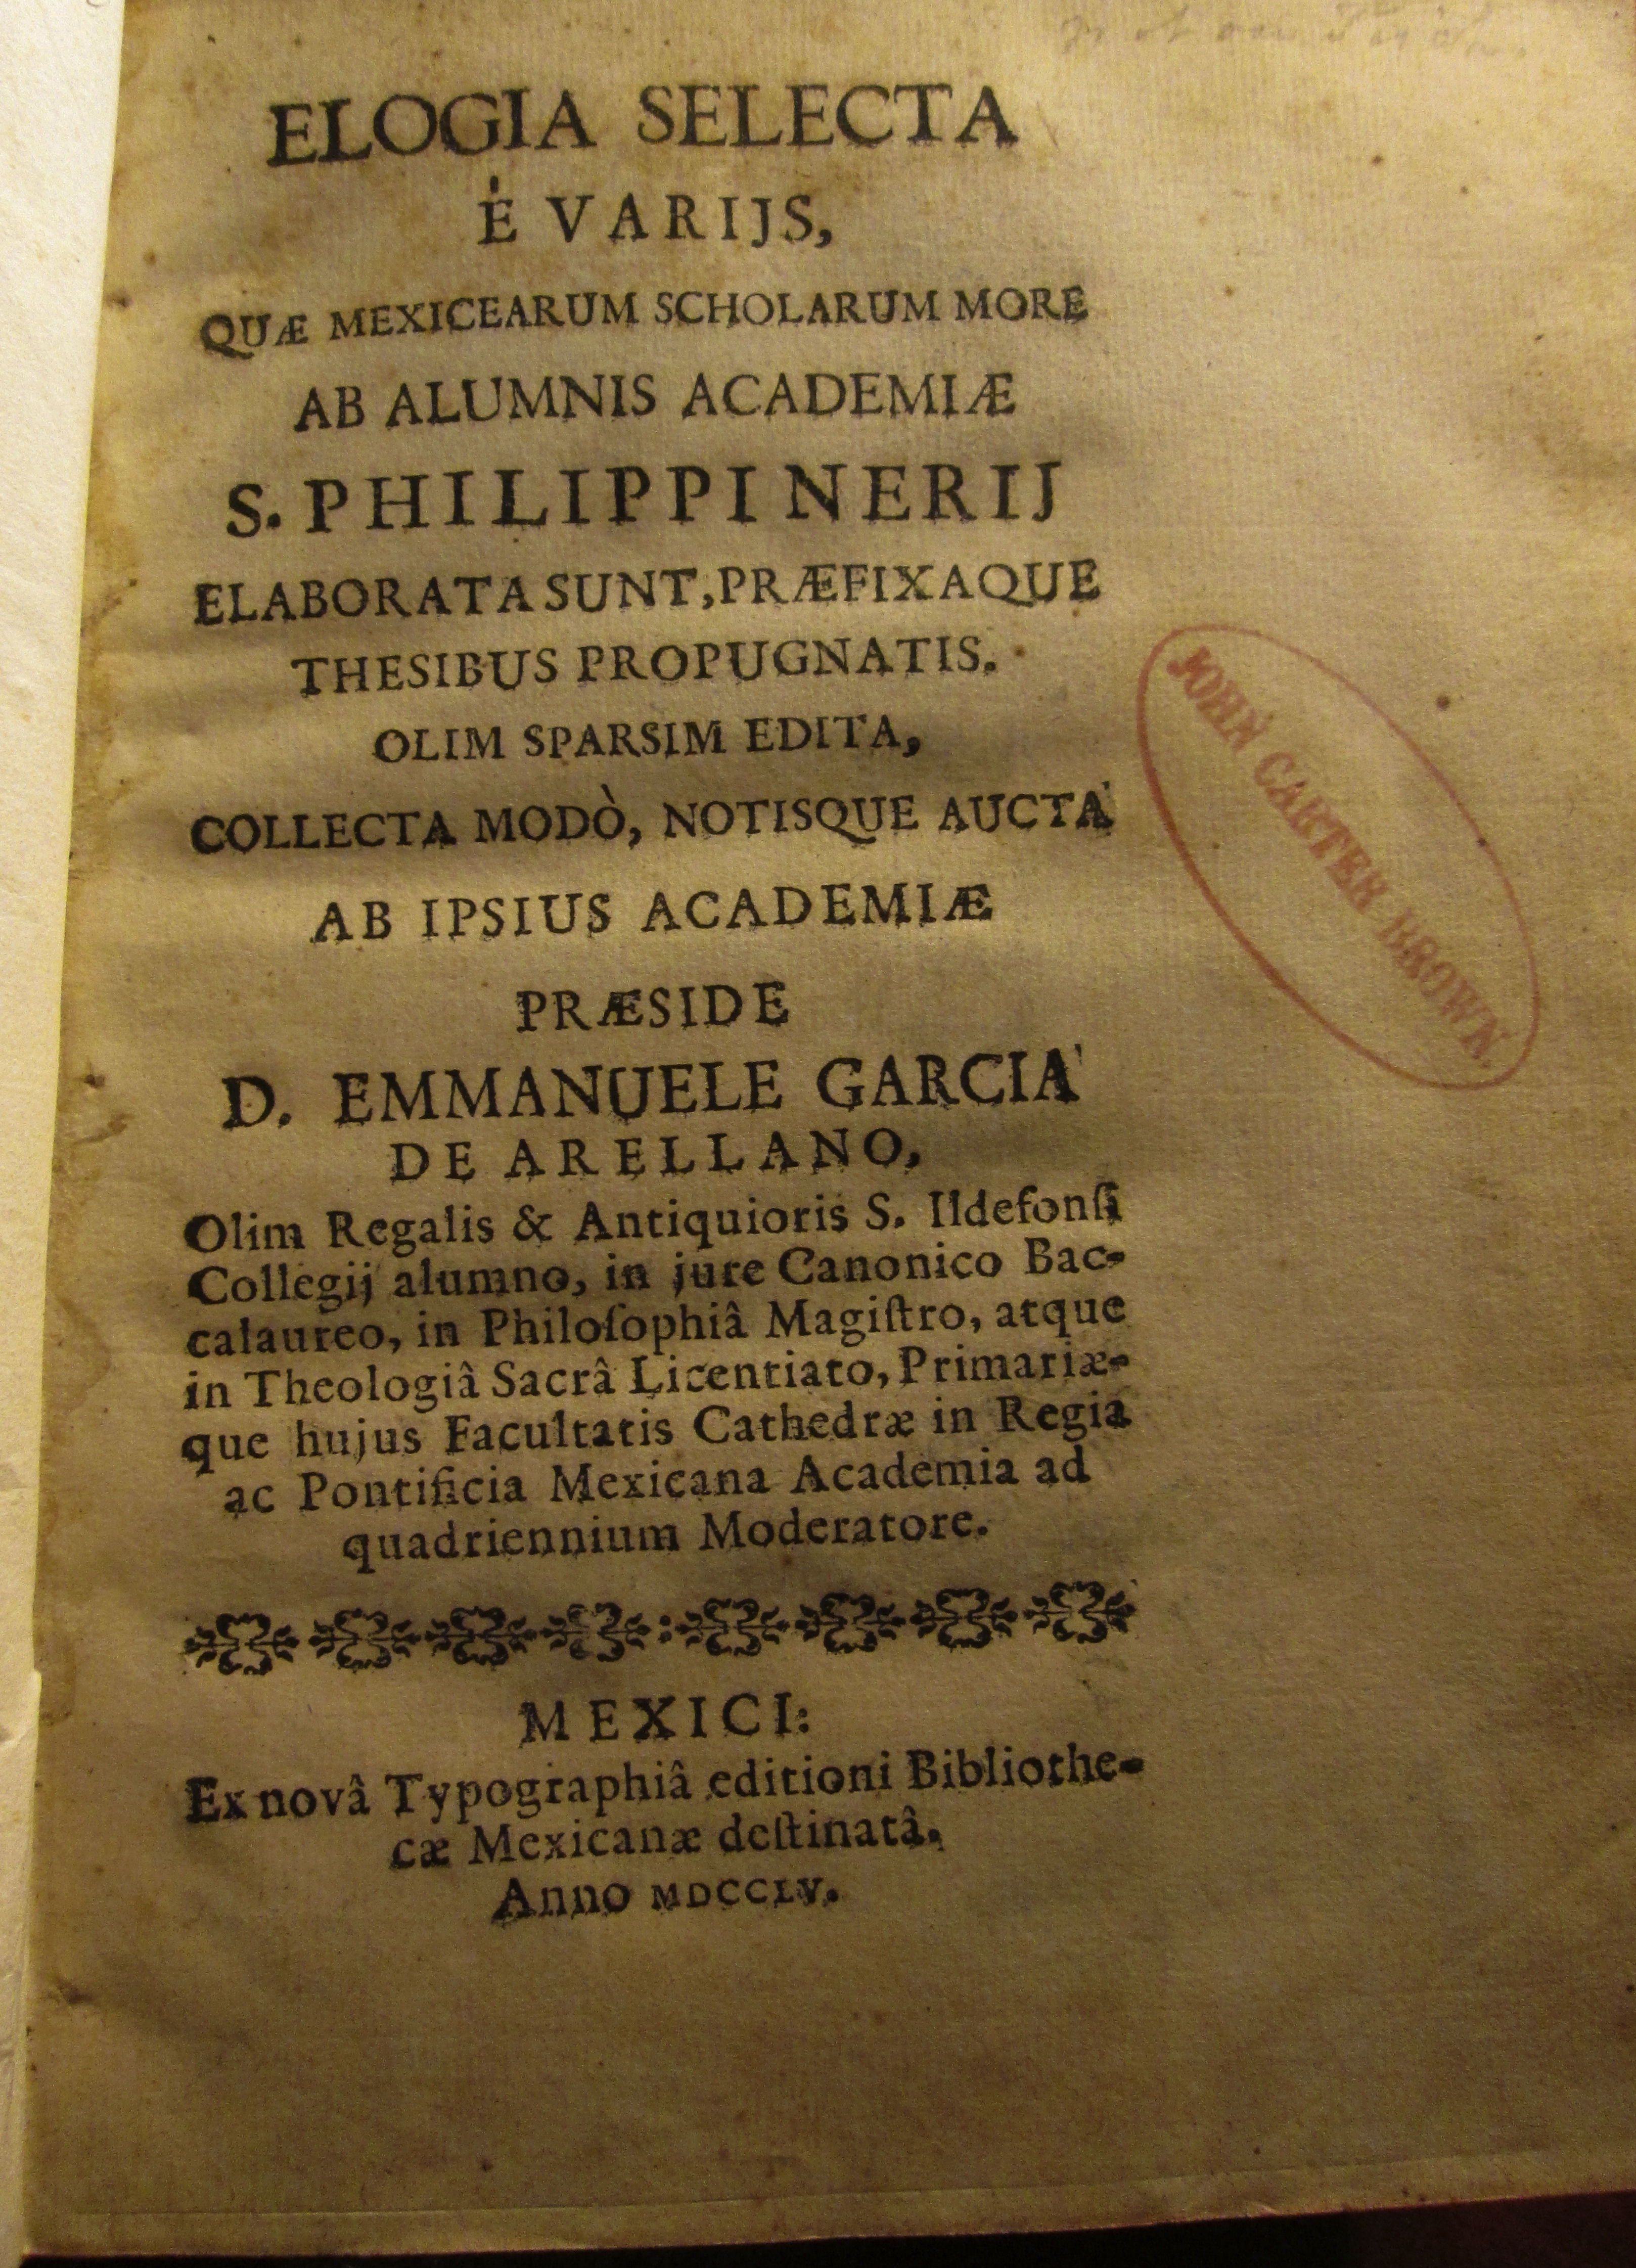 ELOGIA SELECTA
È VARIJS,
QUÆ MEXICEARUM SCHOLARUM MORE
AB ALUMNIS ACADEMIÆ
S. PHILIPPI NERIJ
ELABORATA SUNT, PRÆFIXAQUE
THESIBUS PROPUGNATIS.
OLIM SPARSIM EDITA,
COLLECTA MODÒ, NOTISQUE AUCTA
AB IPSIUS ACADEMIÆ
PRÆSIDE
D. EMMANUELE GARCIA
DE ARELLANO,
Olim Regalis & Antiquioris S. Ildefonſi
Collegij alumno, in jure Canonico Bac-
calaureo, in Philoſophiâ Magiſtro, atque
in Theologiâ Sacrâ Licentiato, Primariæ-
que hujus Facultatis Cathedræ in Regia
ac Pontificia Mexicana Academia ad
quadriennium Moderatore.
MEXICI:
Ex novâ Typographiâ editioni Bibliothe-
cæ Mexicanæ deſtinatâ.
Anno MDCCLV.
JOHN CARTER BROWN.